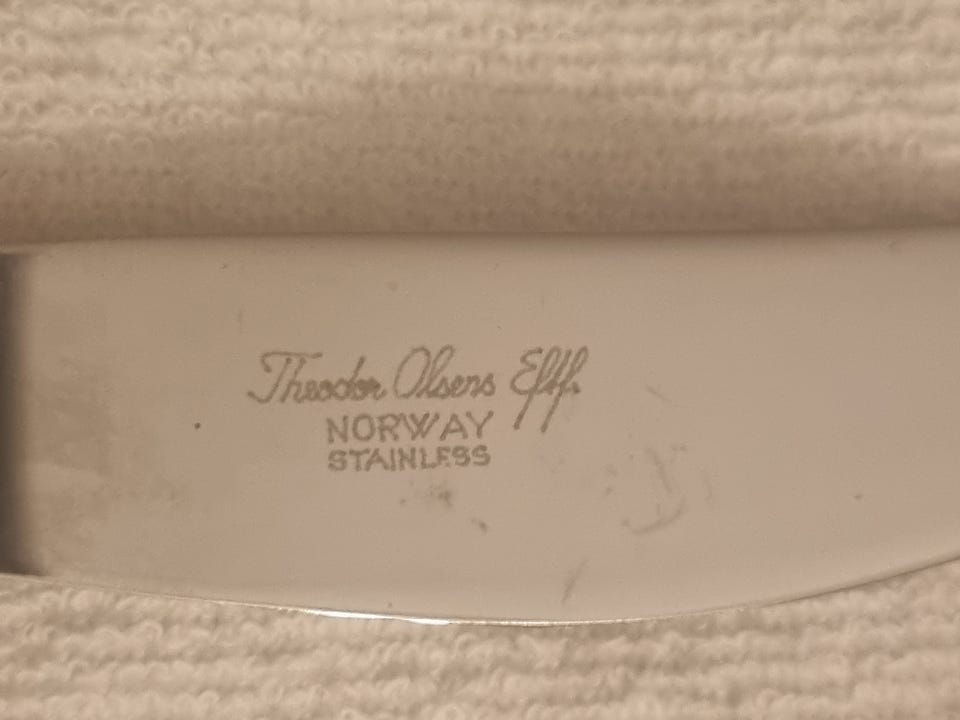 Theodor Olsens Eftf.
NORWAY
STAINLESS